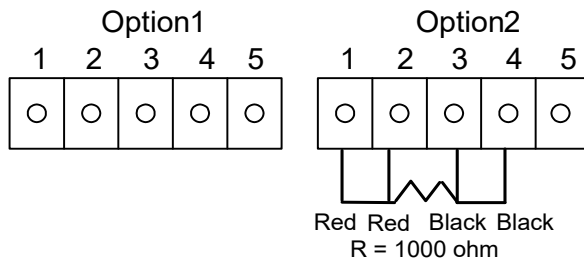 Option1 Option2
1 2 3 4 5 1 2 3 4 5
Red Red Black Black
R = 1000 ohm